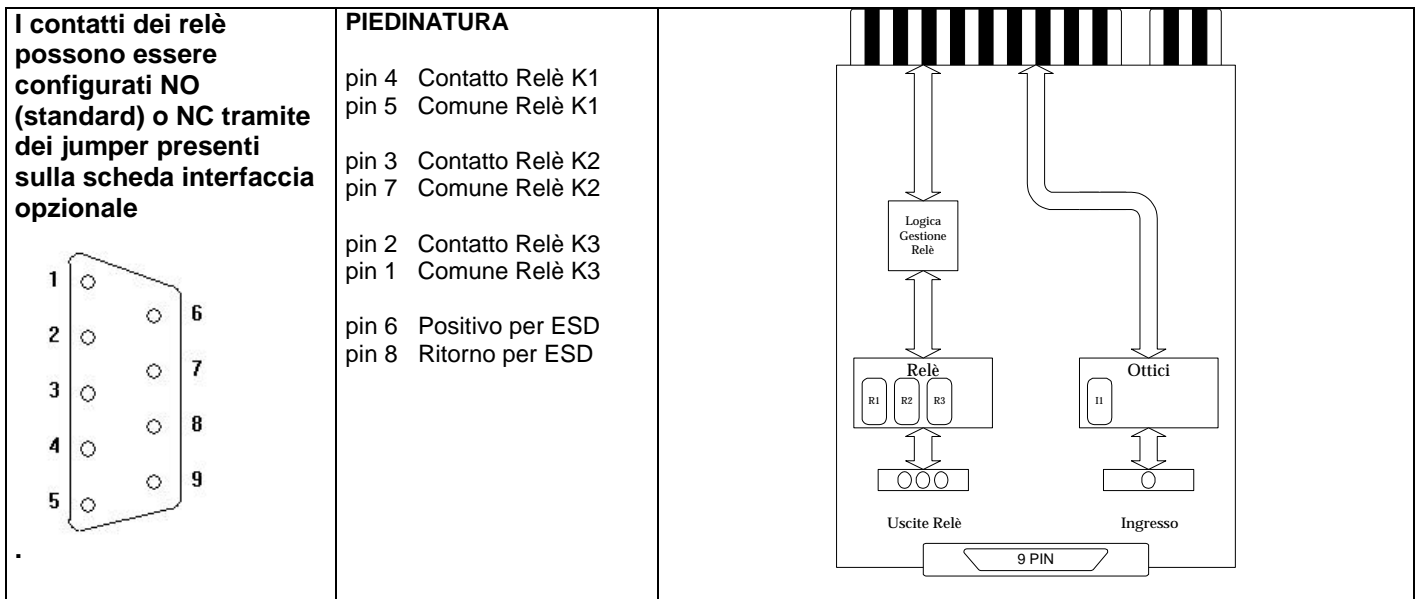 I contatti dei relè
possono essere
configurati NO
(standard) o NC tramite
dei jumper presenti
sulla scheda interfaccia
opzionale
1
6
2
7
3
8
4
9
5
.
PIEDINATURA
pin 4 Contatto Relè K1
pin 5 Comune Relè K1
pin 3 Contatto Relè K2
pin 7 Comune Relè K2
pin 2 Contatto Relè K3
pin 1 Comune Relè K3
pin 6 Positivo per ESD
pin 8 Ritorno per ESD
Logica
Gestione
Relè
Relè
R1 R2 R3
Ottici
I1
Uscite Relè
Ingresso
9 PIN